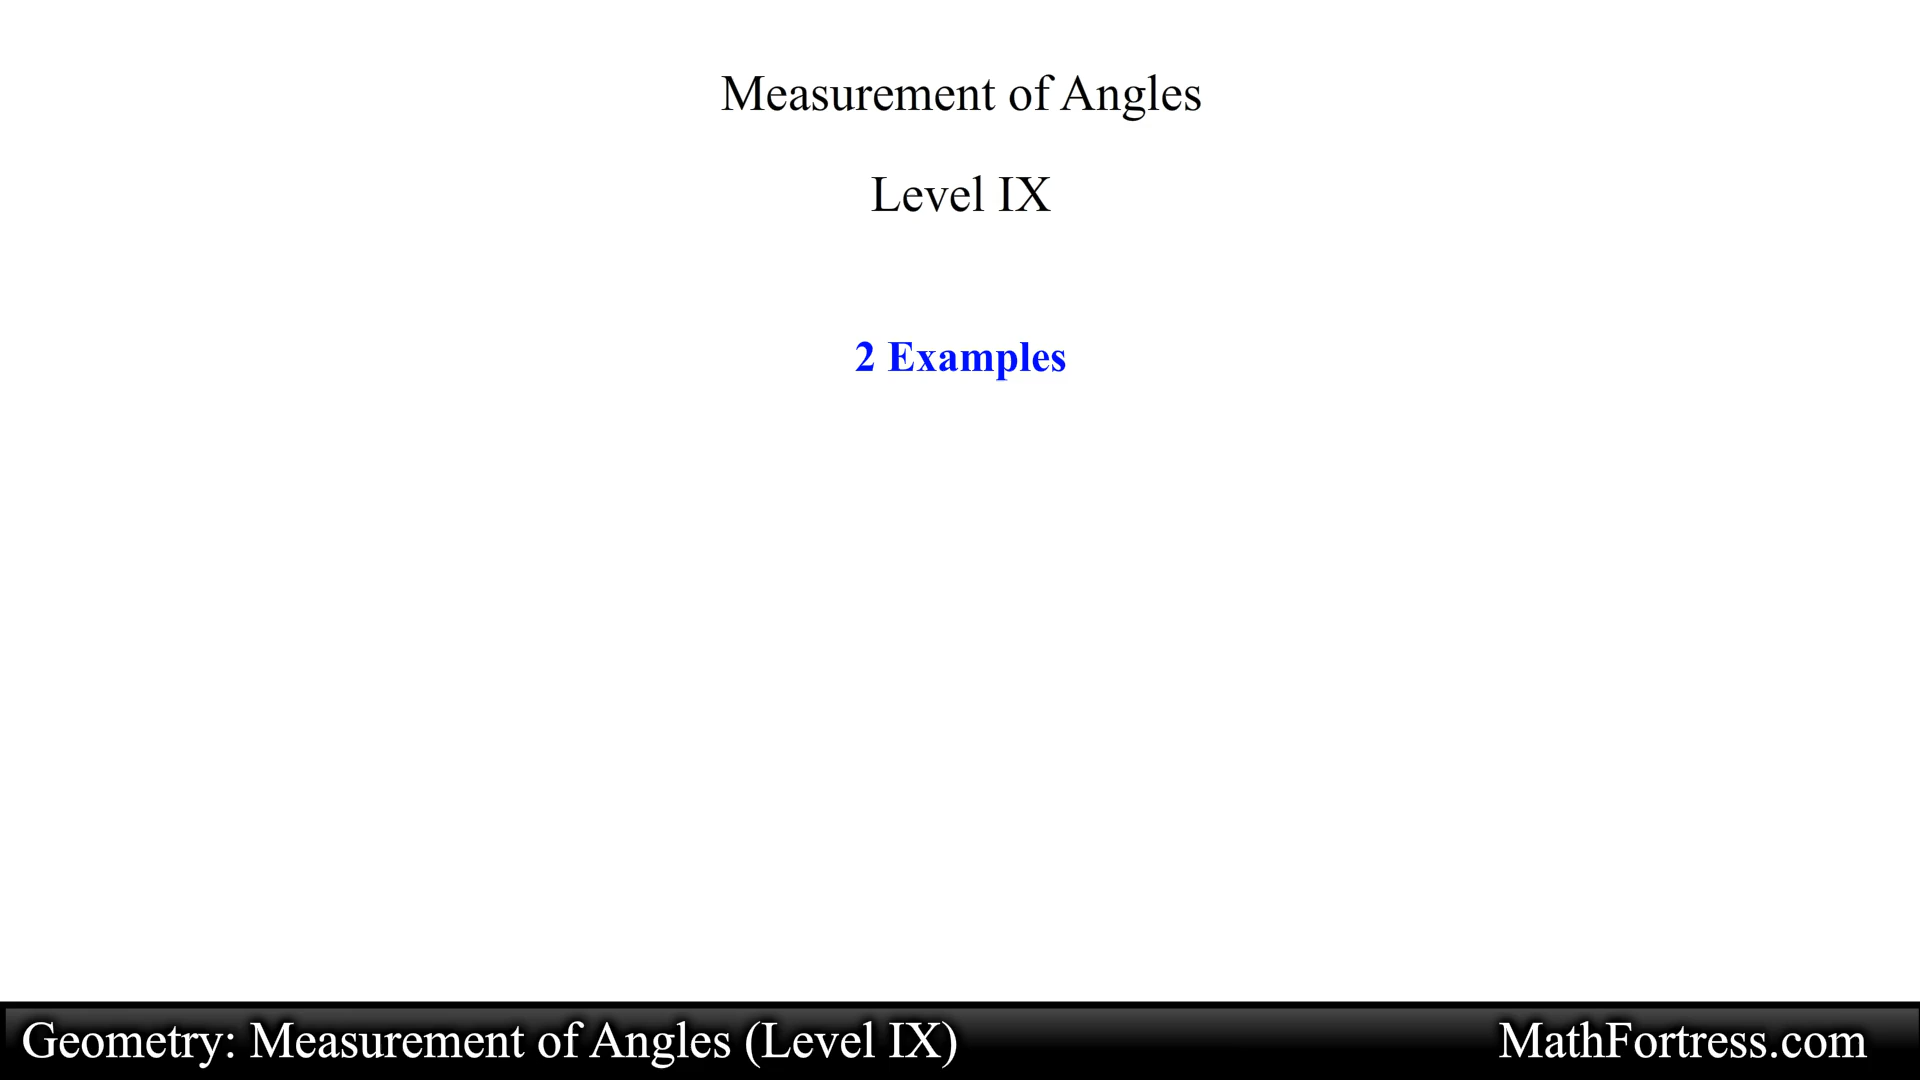 Measurement of Angles
Level IX
2 Examples
Geometry: Measurement of Angles (Level IX)
MathFortress.com